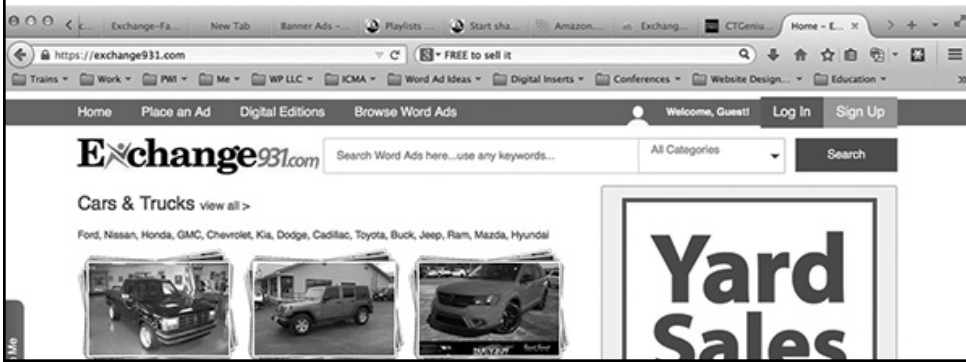 c... Exchange-Fa... New Tab Banner Ads –... Playlists ... Start sha... Amazon.... Exchang... CTGeniu... Home – E...
https://exchange931.com FREE to sell it
Trains Work PWI Me WP LLC ICMA Word Ad Ideas Digital Inserts Conferences Website Design... Education
Home Place an Ad Digital Editions Browse Word Ads Welcome, Guest! Log In Sign Up
Exchange931.com Search Word Ads here...use any keywords... All Categories Search
Cars & Trucks view all >
Ford, Nissan, Honda, GMC, Chevrolet, Kia, Dodge, Cadillac, Toyota, Buck, Jeep, Ram, Mazda, Hyundai
Yard
Sales
Me